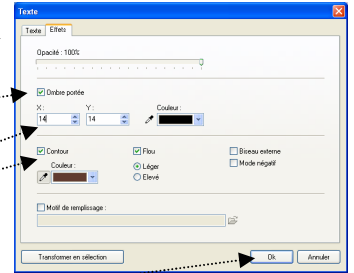 Texte
Texte Effets
Opacité : 100%
Ombre portée
X : Y : Couleur :
14 14
Contour Flou Biseau externe
Couleur : Léger Mode négatif
Elevé
Motif de remplissage :
Transformer en sélection Ok Annuler